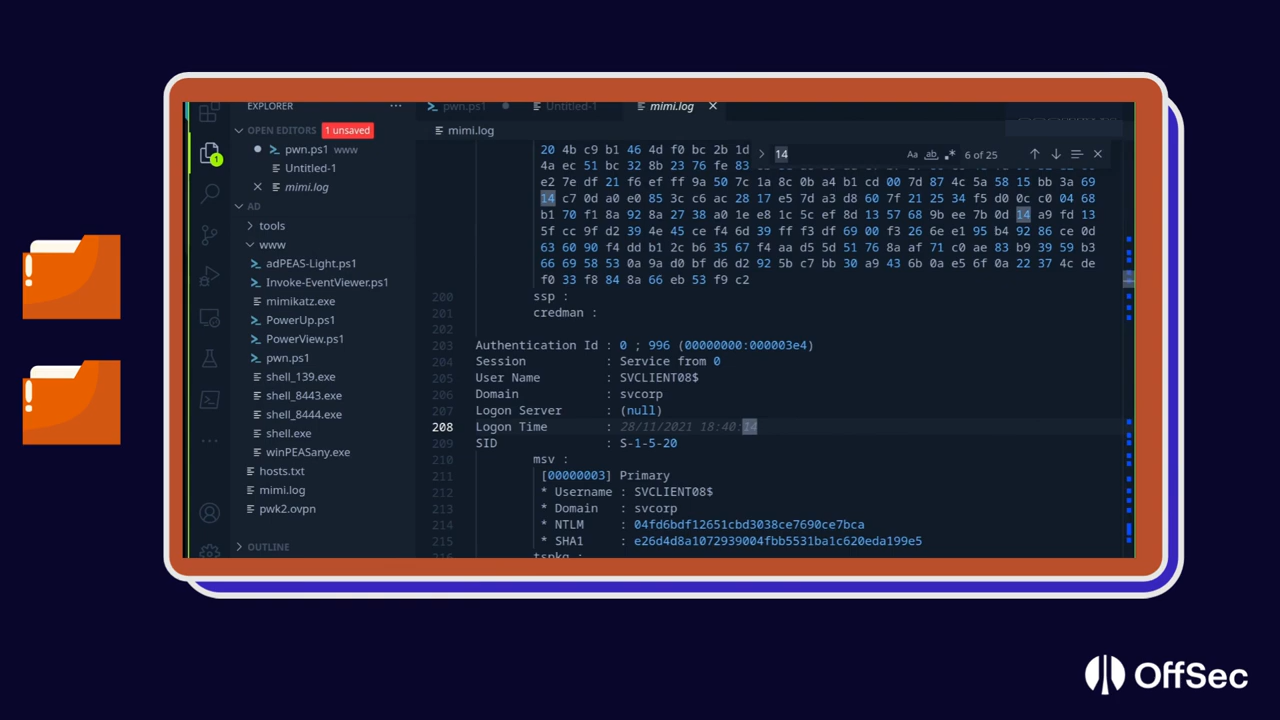 EXPLORER ···
pwn.ps1 Untitled-1 mimi.log
OPEN EDITORS 1 unsaved
pwn.ps1 www
Untitled-1
mimi.log
AD
tools
www
adPEAS-Light.ps1
Invoke-EventViewer.ps1
mimikatz.exe
PowerUp.ps1
PowerView.ps1
pwn.ps1
shell_139.exe
shell_8443.exe
shell_8444.exe
shell.exe
winPEASany.exe
hosts.txt
mimi.log
pwk2.ovpn
OUTLINE
1
mimi.log
14 Aa ab 6 of 25
20 4b c9 b1 46 4d f0 bc 2b 1d
4a ec 51 bc 32 8b 23 76 fe 83
e2 7e df 21 f6 ef ff 9a 50 7c 1a 8c 0b a4 b1 cd 00 7d 87 4c 5a 58 15 bb 3a 69
14 c7 0d a0 e0 85 3c c6 ac 28 17 e5 7d a3 d8 60 7f 21 25 34 f5 d0 0c c0 04 68
b1 70 f1 8a 92 8a 27 38 a0 1e e8 1c 5c ef 8d 13 57 68 9b ee 7b 0d 14 a9 fd 13
5f cc 9f d2 39 4e 45 ce f4 6d 39 ff f3 df 69 00 f3 26 6e e1 95 b4 92 86 ce 0d
63 60 90 f4 dd b1 2c b6 35 67 f4 aa d5 5d 51 76 8a af 71 c0 ae 83 b9 39 59 b3
66 69 58 53 0a 9a d0 bf d6 d2 92 5b c7 bb 30 a9 43 6b 0a e5 6f 0a 22 37 4c de
f0 33 f8 84 8a 66 eb 53 f9 c2
200 ssp :
201 credman :
202
203 Authentication Id : 0 ; 996 (00000000:000003e4)
204 Session : Service from 0
205 User Name : SVCLIENT08$
206 Domain : svcorp
207 Logon Server : (null)
208 Logon Time : 28/11/2021 18:40:14
209 SID : S-1-5-20
210 msv :
211 [00000003] Primary
212 * Username : SVCLIENT08$
213 * Domain : svcorp
214 * NTLM : 04fd6bdf12651cbd3038ce7690ce7bca
215 * SHA1 : e26d4d8a1072939004fbb5531ba1c620eda199e5
216 tspkg :
OffSec